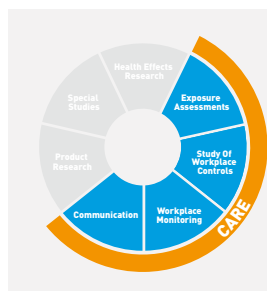 Health Effects
Research
Special
Studies
Exposure
Assessments
Product
Research
Study Of
Workplace
Controls
Communication
Workplace
Monitoring
CARE